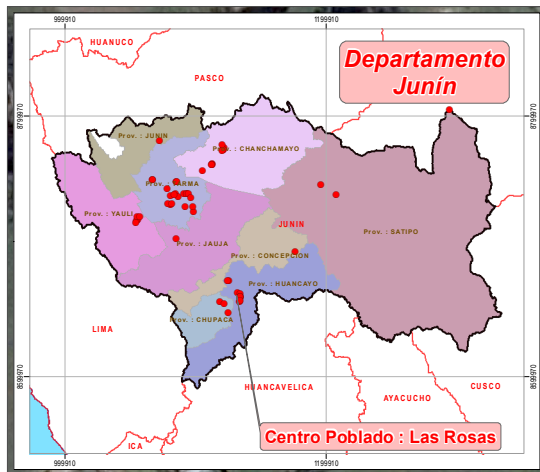 999910
999910
HUANUCO
PASCO
Departamento
Junín
8799970
8799970
Prov. : JUNIN
Prov. : CHANCHAMAYO
Prov. : TARMA
Prov. : YAULI
JUNIN
Prov. : SATIPO
Prov. : JAUJA
Prov. : CONCEPCION
Prov. : HUANCAYO
Prov. : CHUPACA
LIMA
8599970
8599970
HUANCAVELICA
CUSCO
AYACUCHO
Centro Poblado : Las Rosas
ICA
999910
999910